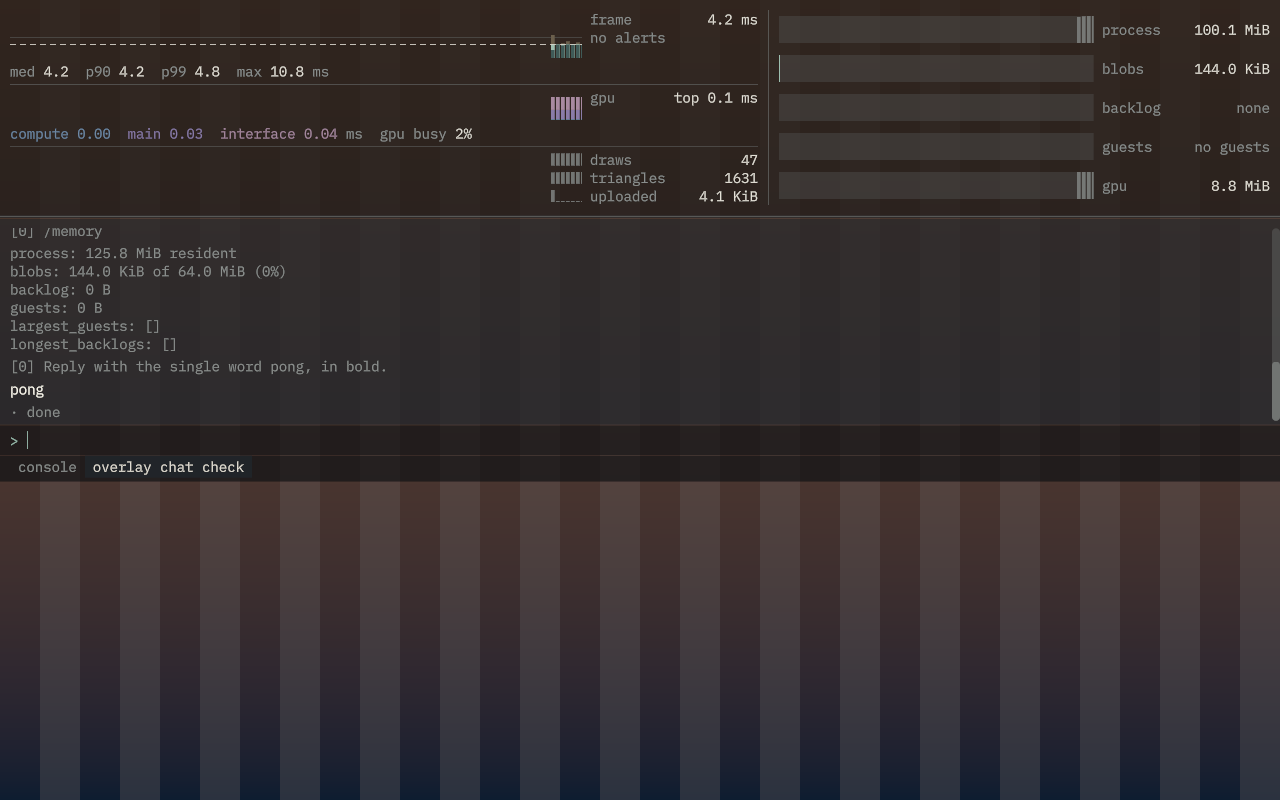 frame 4.2 ms
no alerts
med 4.2 p90 4.2 p99 4.8 max 10.8 ms
gpu top 0.1 ms
compute 0.00 main 0.03 interface 0.04 ms gpu busy 2%
draws 47
triangles 1631
uploaded 4.1 KiB
process 100.1 MiB
blobs 144.0 KiB
backlog none
guests no guests
gpu 8.8 MiB
[0] /memory
process: 125.8 MiB resident
blobs: 144.0 KiB of 64.0 MiB (0%)
backlog: 0 B
guests: 0 B
largest_guests: []
longest_backlogs: []
[0] Reply with the single word pong, in bold.
pong
· done
>
console overlay chat check